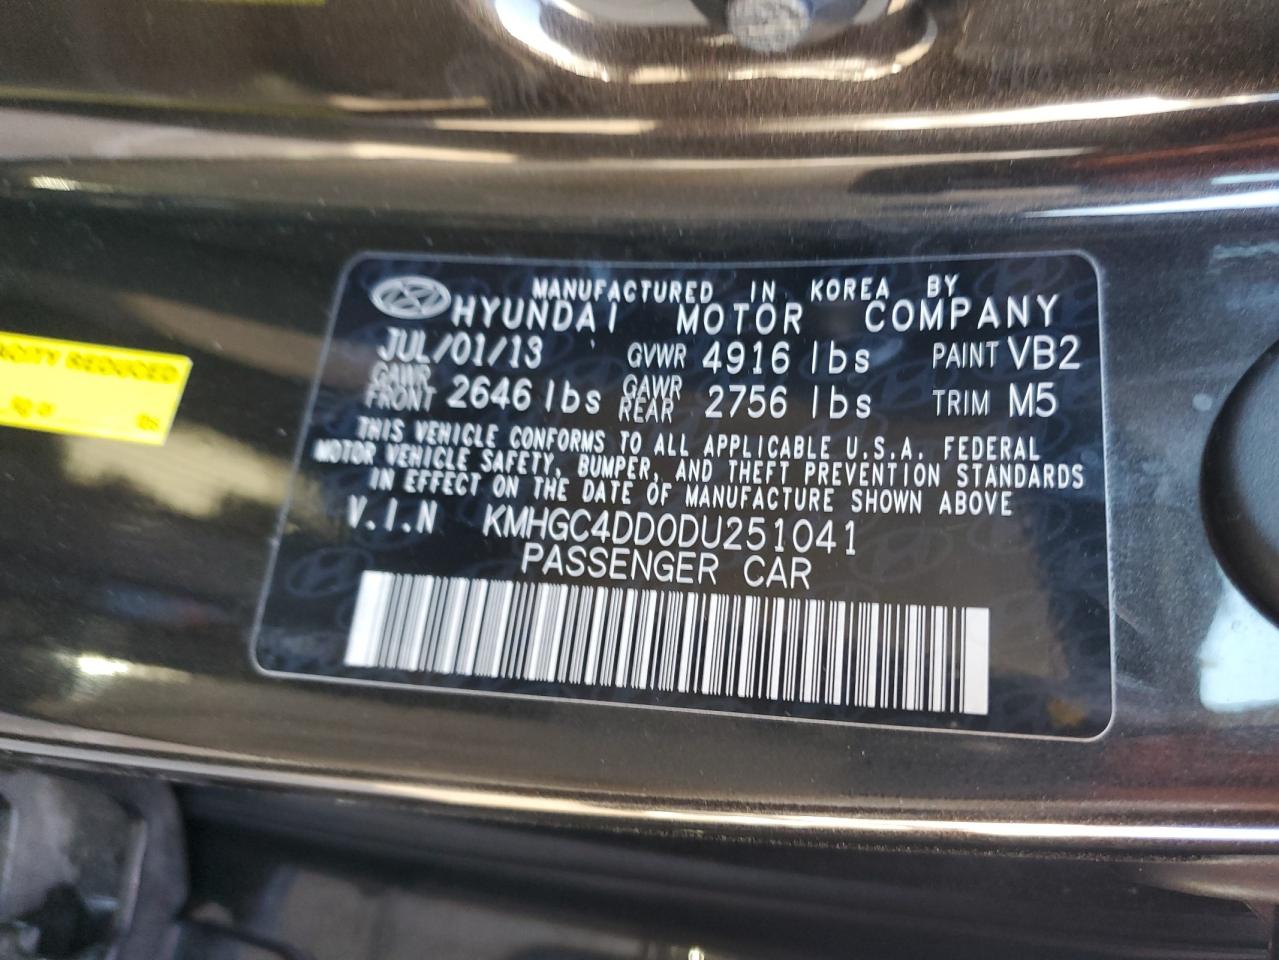 MANUFACTURED IN KOREA BY
HYUNDAI MOTOR COMPANY
JUL/01/13 GVWR 4916 lbs PAINT VB2
GAWR FRONT 2646 lbs GAWR REAR 2756 lbs TRIM M5
THIS VEHICLE CONFORMS TO ALL APPLICABLE U.S.A. FEDERAL
MOTOR VEHICLE SAFETY, BUMPER, AND THEFT PREVENTION STANDARDS
IN EFFECT ON THE DATE OF MANUFACTURE SHOWN ABOVE
V.I.N KMHGC4DD0DU251041
PASSENGER CAR
REDUCED